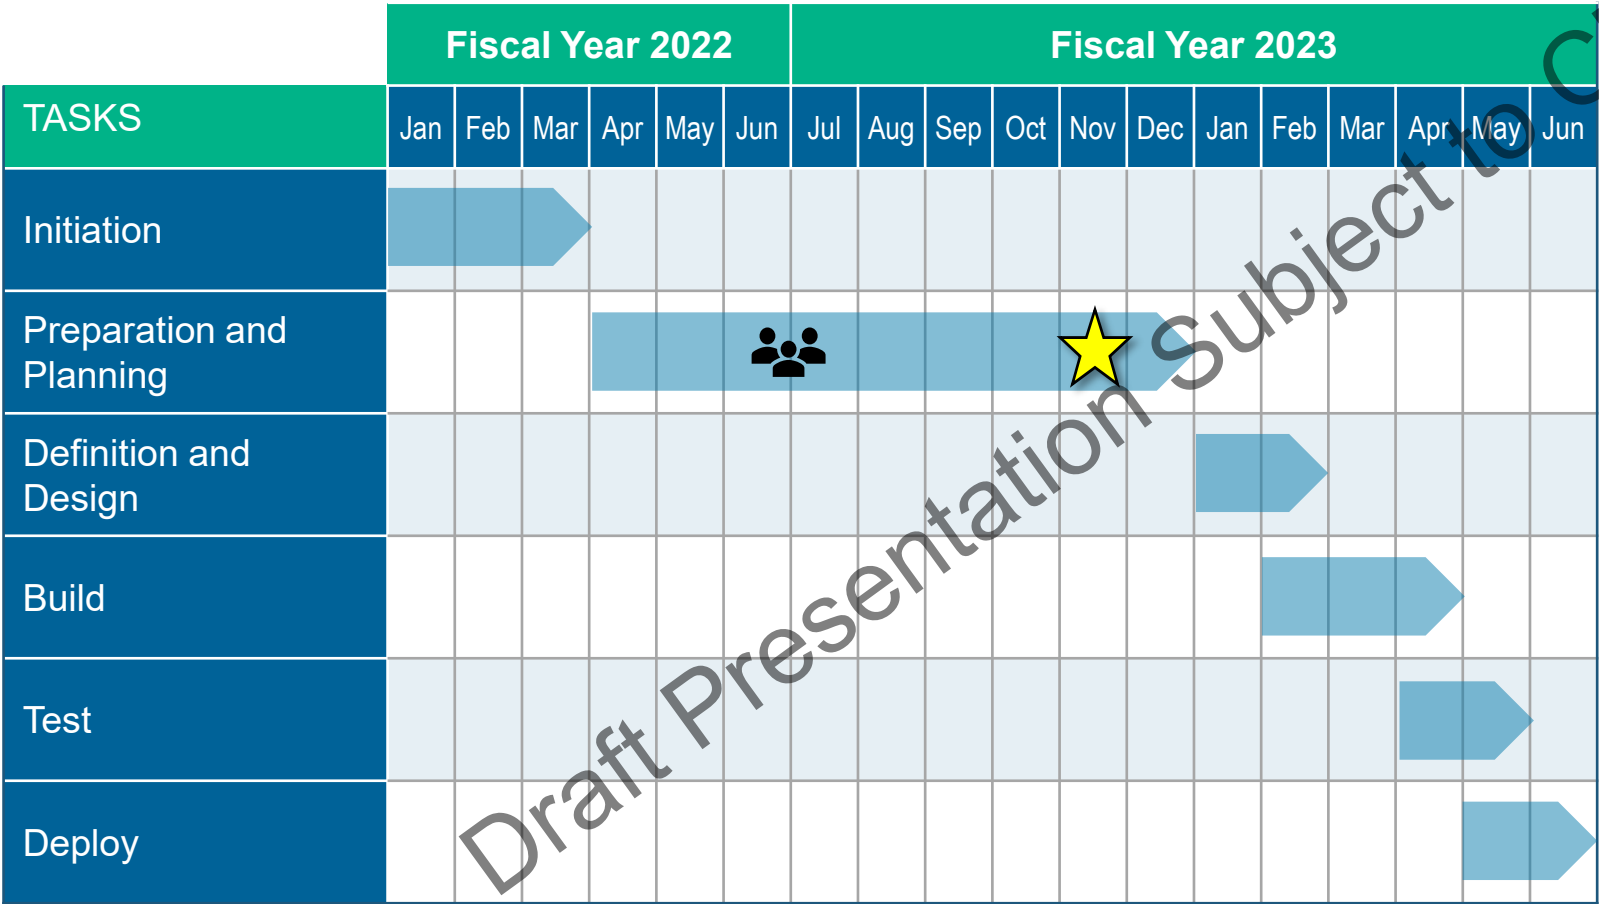 Fiscal Year 2022
Fiscal Year 2023
TASKS
Jan Feb Mar Apr May Jun Jul Aug Sep Oct Nov Dec Jan Feb Mar Apr May Jun
Initiation
Preparation and
Planning
Definition and
Design
Build
Test
Deploy
Draft Presentation Subject to